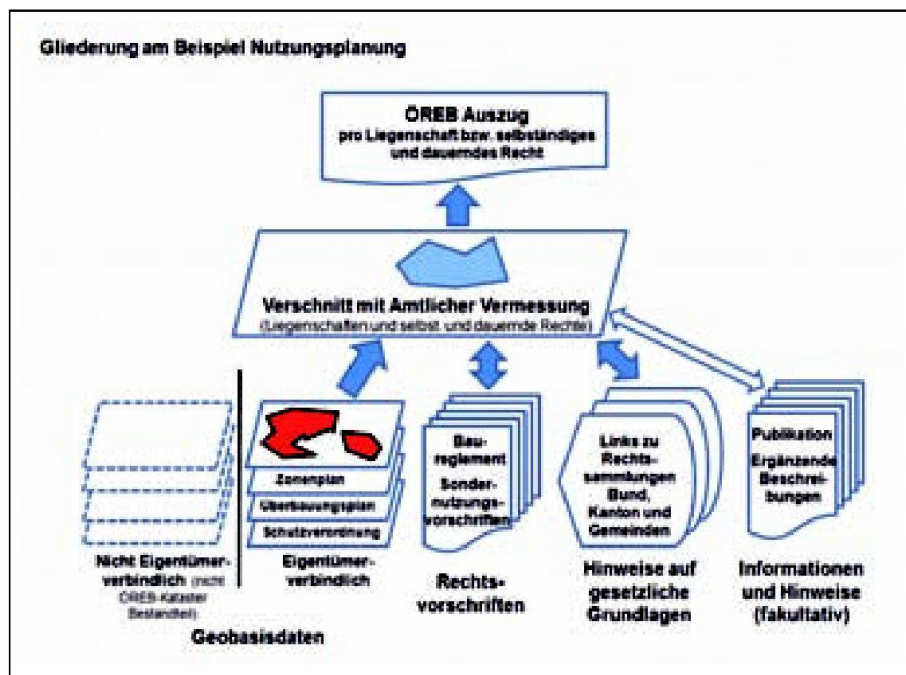 Gliederung am Beispiel Nutzungsplanung
ÖREB Auszug
pro Liegenschaft bzw. selbständiges
und dauerndes Recht
Verschnitt mit Amtlicher Vermessung
(Liegenschaften und selbst. und dauernde Rechte)
Zonenplan
Überbauungsplan
Schutzverordnung
Bau-
reglement
Sonder-
nutzungs-
vorschriften
Links zu
Rechts-
sammlungen
Bund,
Kanton und
Gemeinden
Publikation
Ergänzende
Beschrei-
bungen
Nicht Eigentümer-
verbindlich (nicht
ÖREB-Kataster
Bestandteil)
Eigentümer-
verbindlich
Geobasisdaten
Rechts-
vorschriften
Hinweise auf
gesetzliche
Grundlagen
Informationen
und Hinweise
(fakultativ)